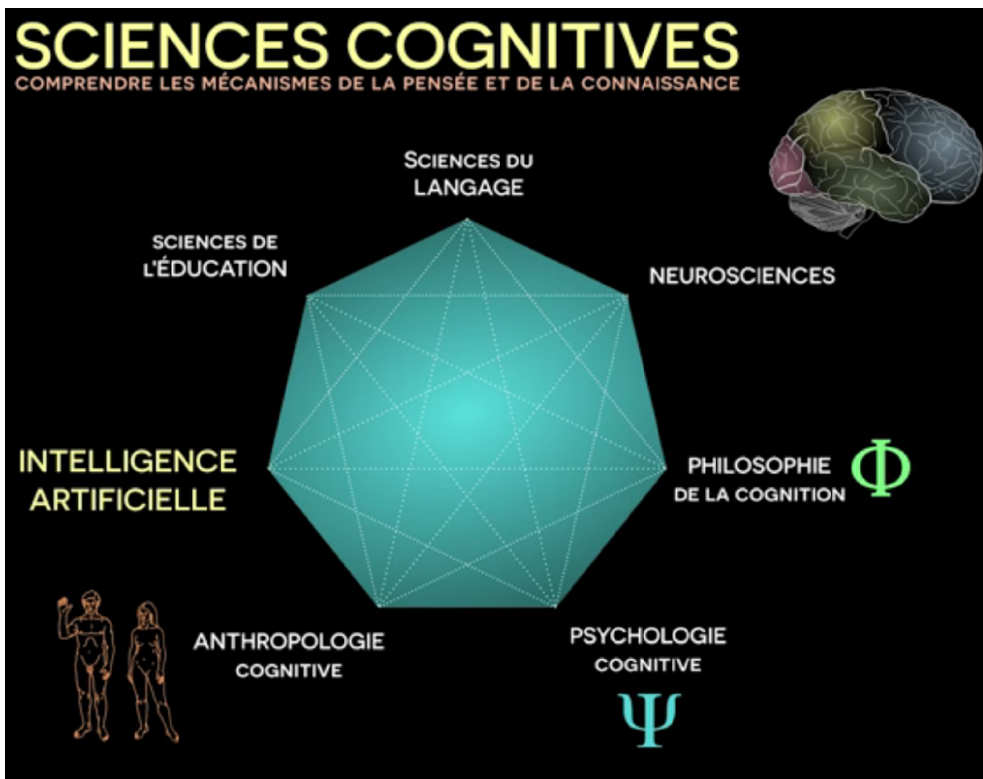 SCIENCES COGNITIVES
COMPRENDRE LES MÉCANISMES DE LA PENSÉE ET DE LA CONNAISSANCE
SCIENCES DU
LANGAGE
SCIENCES DE
L'ÉDUCATION
NEUROSCIENCES
INTELLIGENCE
ARTIFICIELLE
PHILOSOPHIE
DE LA COGNITION
Φ
ANTHROPOLOGIE
COGNITIVE
PSYCHOLOGIE
COGNITIVE
Ψ